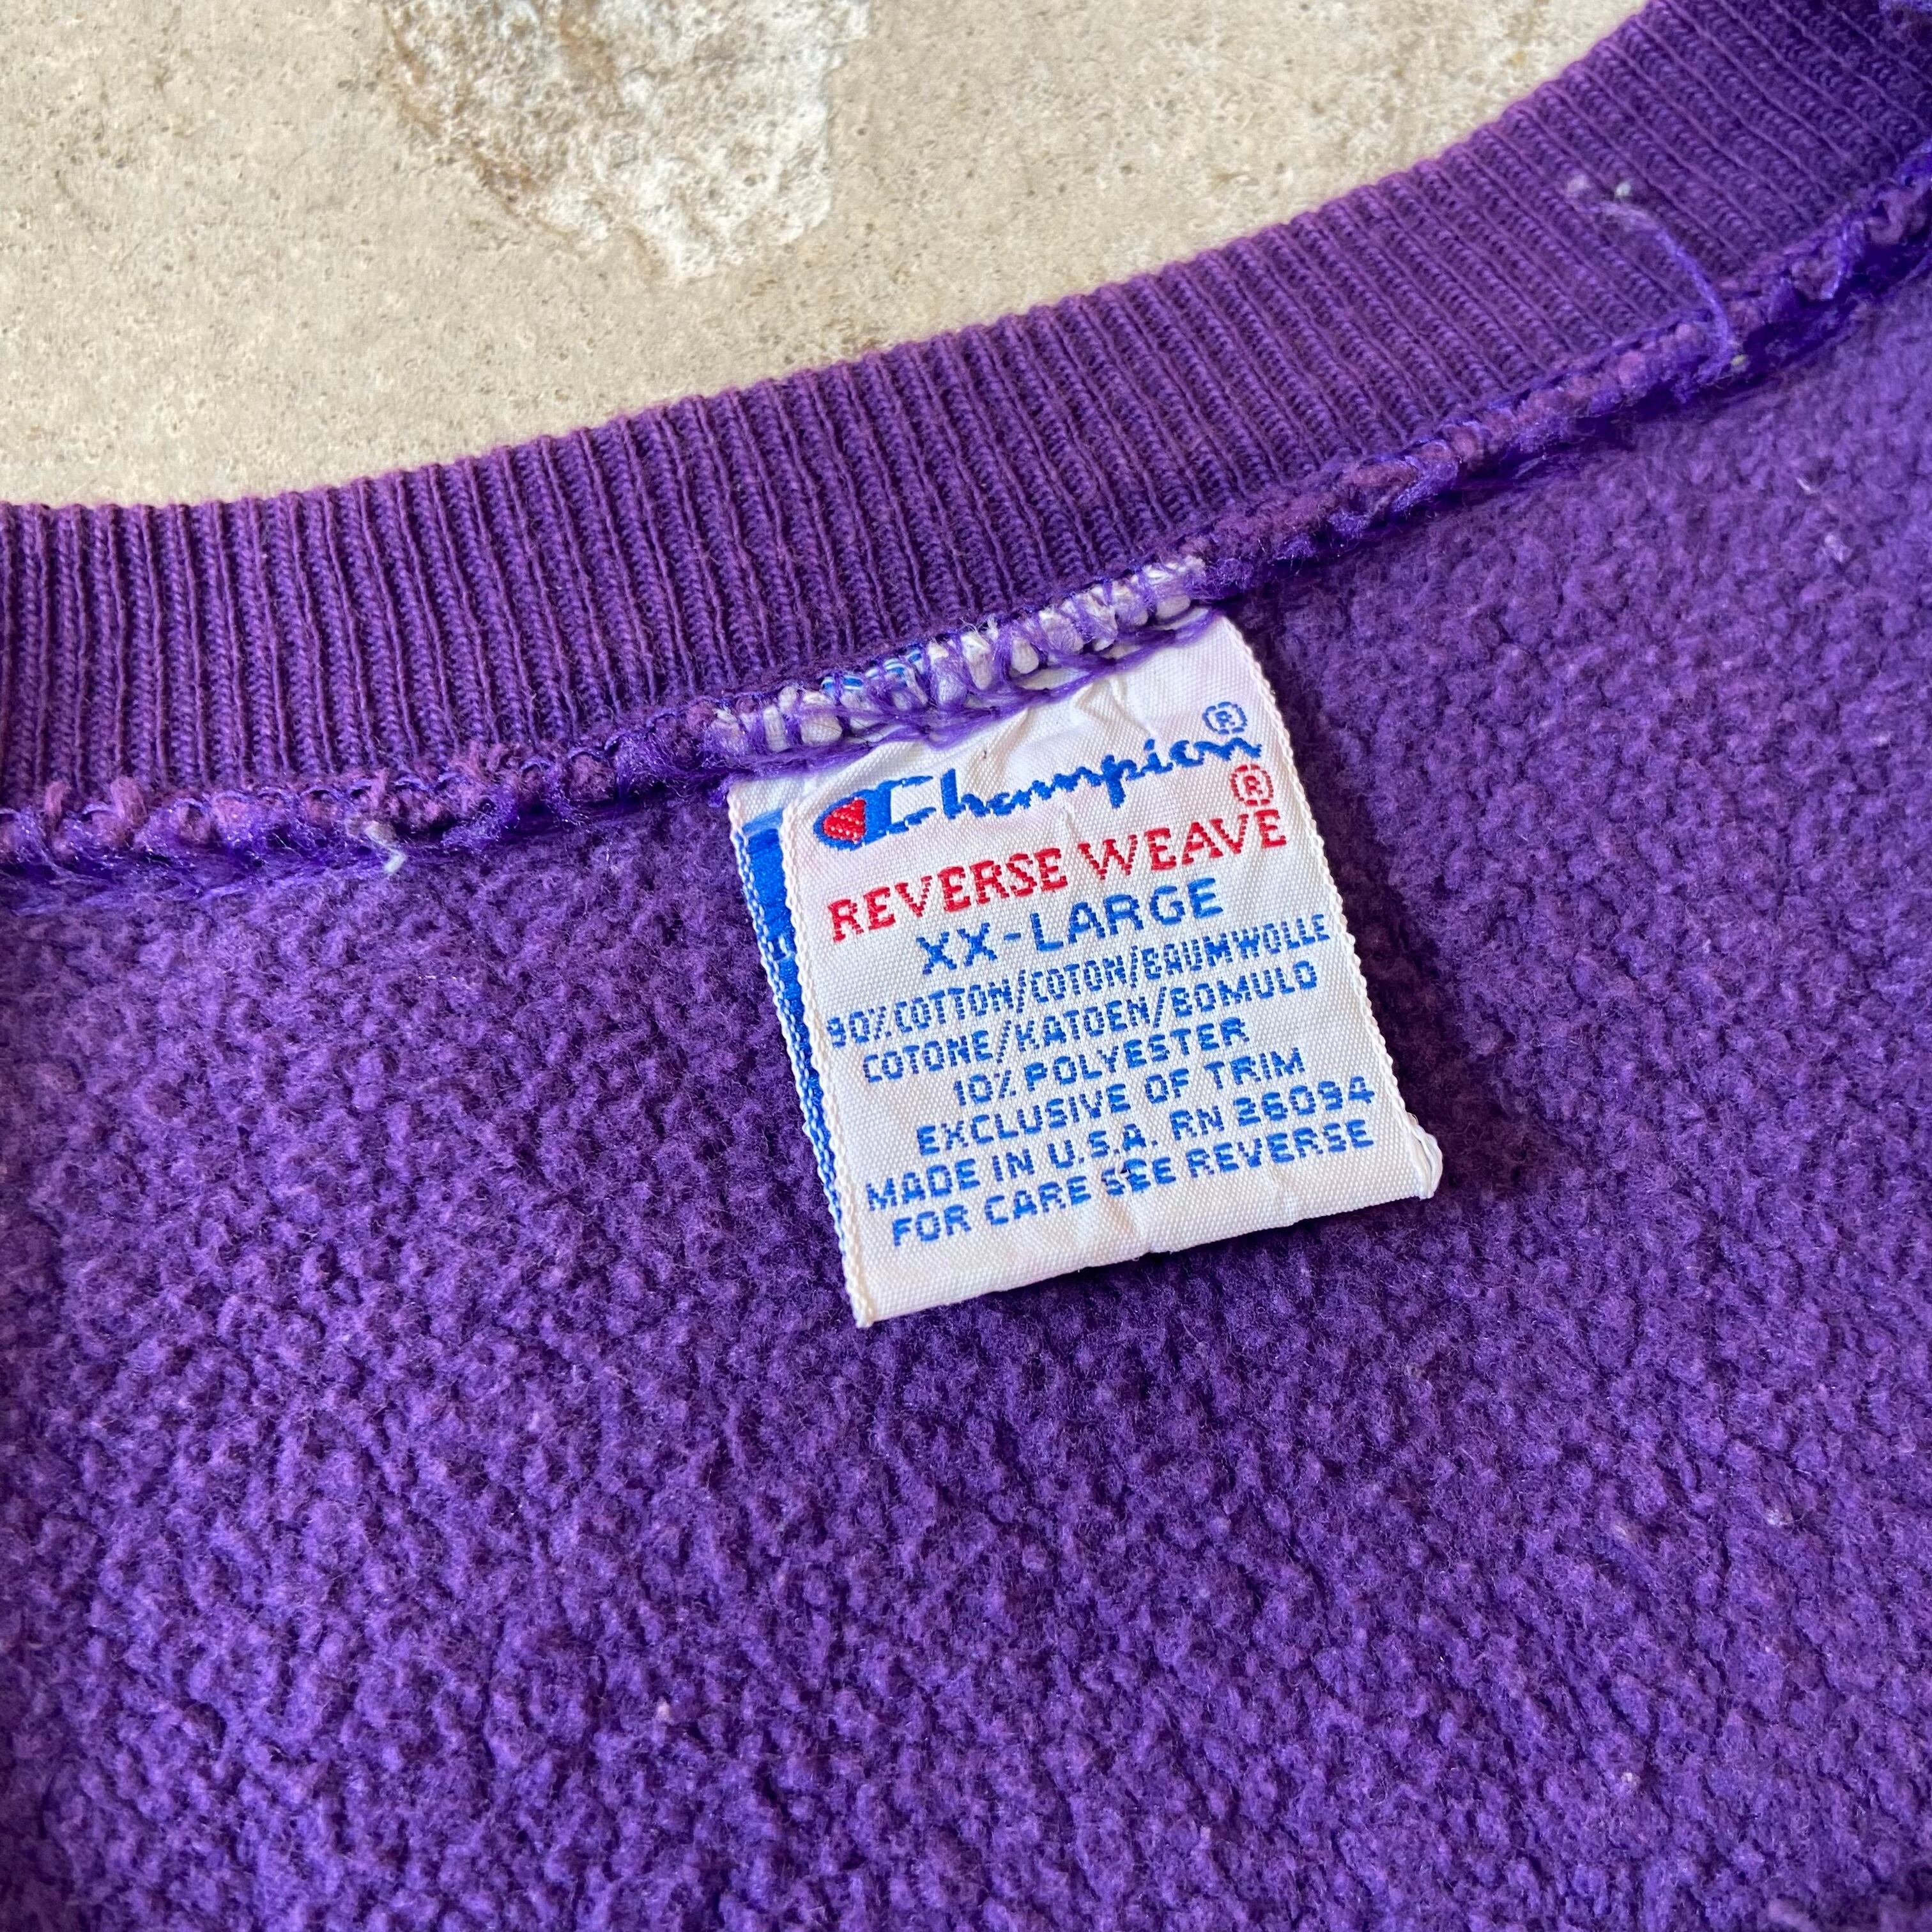 Champion®
REVERSE WEAVE®
XX-LARGE
90% COTTON/COTON/BAUMWOLLE
COTONE/KATOEN/BOMULD
10% POLYESTER
EXCLUSIVE OF TRIM
MADE IN U.S.A. RN 26094
FOR CARE SEE REVERSE